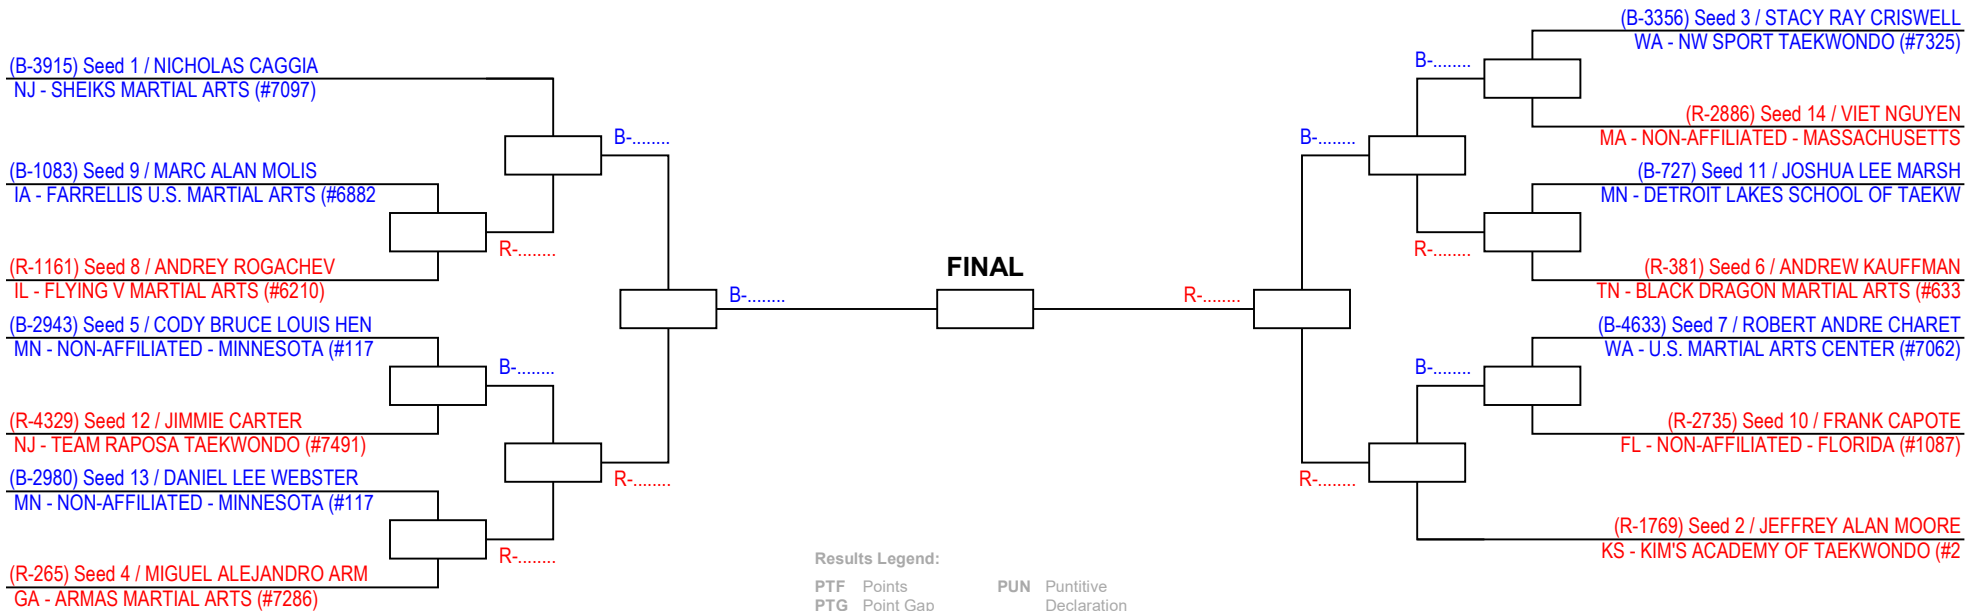 (B-3915) Seed 1 / NICHOLAS CAGGIA
NJ - SHEIKS MARTIAL ARTS (#7097)
(B-1083) Seed 9 / MARC ALAN MOLIS
IA - FARRELLIS U.S. MARTIAL ARTS (#6882
(R-1161) Seed 8 / ANDREY ROGACHEV
IL - FLYING V MARTIAL ARTS (#6210)
(B-2943) Seed 5 / CODY BRUCE LOUIS HEN
MN - NON-AFFILIATED - MINNESOTA (#117
(R-4329) Seed 12 / JIMMIE CARTER
NJ - TEAM RAPOSA TAEKWONDO (#7491)
(B-2980) Seed 13 / DANIEL LEE WEBSTER
MN - NON-AFFILIATED - MINNESOTA (#117
(R-265) Seed 4 / MIGUEL ALEJANDRO ARM
GA - ARMAS MARTIAL ARTS (#7286)
R-........
B-........
R-........
B-........
R-........
B-........
FINAL
R-........
B-........
R-........
B-........
R-........
B-........
(B-3356) Seed 3 / STACY RAY CRISWELL
WA - NW SPORT TAEKWONDO (#7325)
(R-2886) Seed 14 / VIET NGUYEN
MA - NON-AFFILIATED - MASSACHUSETTS
(B-727) Seed 11 / JOSHUA LEE MARSH
MN - DETROIT LAKES SCHOOL OF TAEKW
(R-381) Seed 6 / ANDREW KAUFFMAN
TN - BLACK DRAGON MARTIAL ARTS (#633
(B-4633) Seed 7 / ROBERT ANDRE CHARET
WA - U.S. MARTIAL ARTS CENTER (#7062)
(R-2735) Seed 10 / FRANK CAPOTE
FL - NON-AFFILIATED - FLORIDA (#1087)
(R-1769) Seed 2 / JEFFREY ALAN MOORE
KS - KIM'S ACADEMY OF TAEKWONDO (#2
Results Legend:
PTF Points PUN Puntitive
PTG Point Gap Declaration